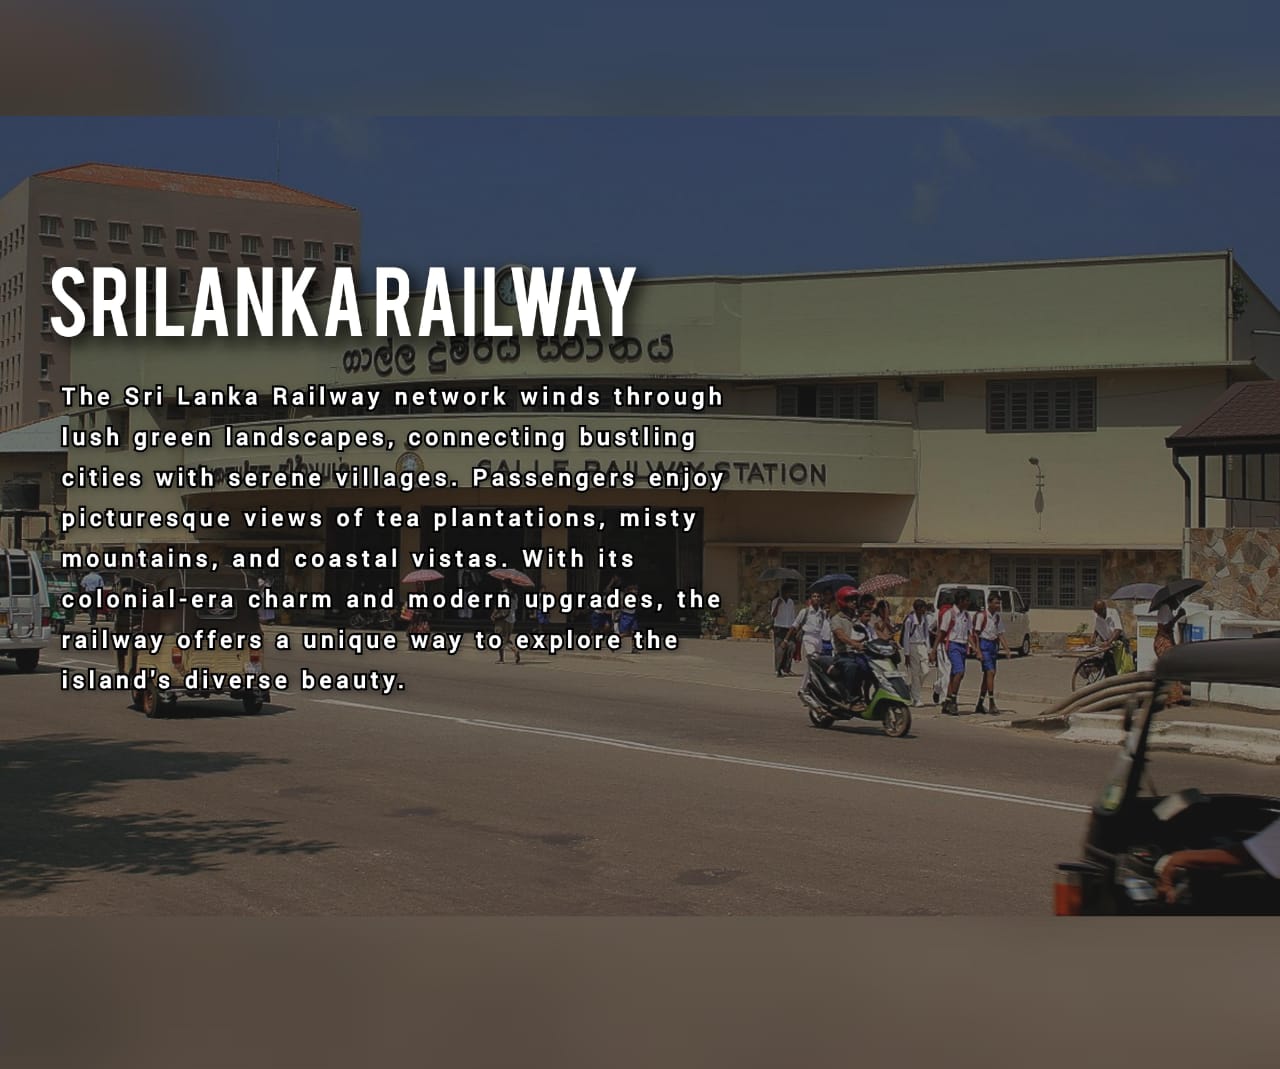 SRILANKA RAILWAY
ගාල්ල දුම්රිය ස්ථානය
The Sri Lanka Railway network winds through
lush green landscapes, connecting bustling
cities with serene villages. Passengers enjoy
picturesque views of tea plantations, misty
mountains, and coastal vistas. With its
colonial-era charm and modern upgrades, the
railway offers a unique way to explore the
island's diverse beauty.
GALLE RAILWAY STATION